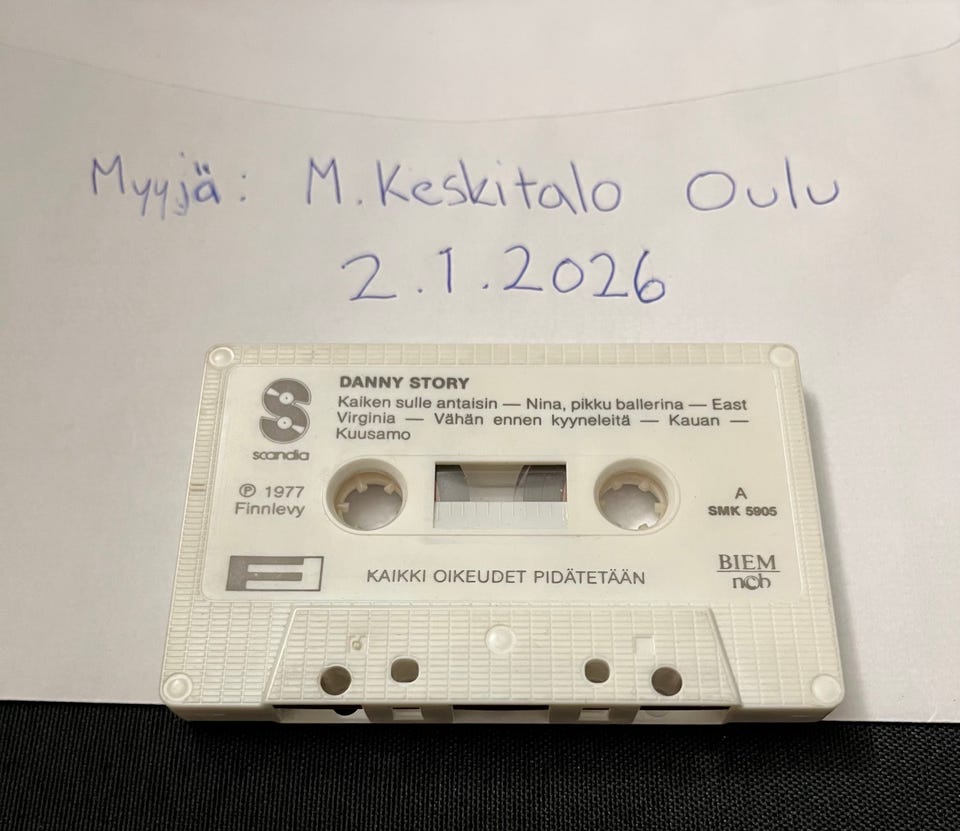 Myyjä: M. Keskitalo Oulu
2.1.2026
DANNY STORY
Kaiken sulle antaisin — Nina, pikku ballerina — East
Virginia — Vähän ennen kyyneleitä — Kauan —
Kuusamo
scandia
℗ 1977
Finnlevy
A
SMK 5905
KAIKKI OIKEUDET PIDÄTETÄÄN
BIEM
ncb